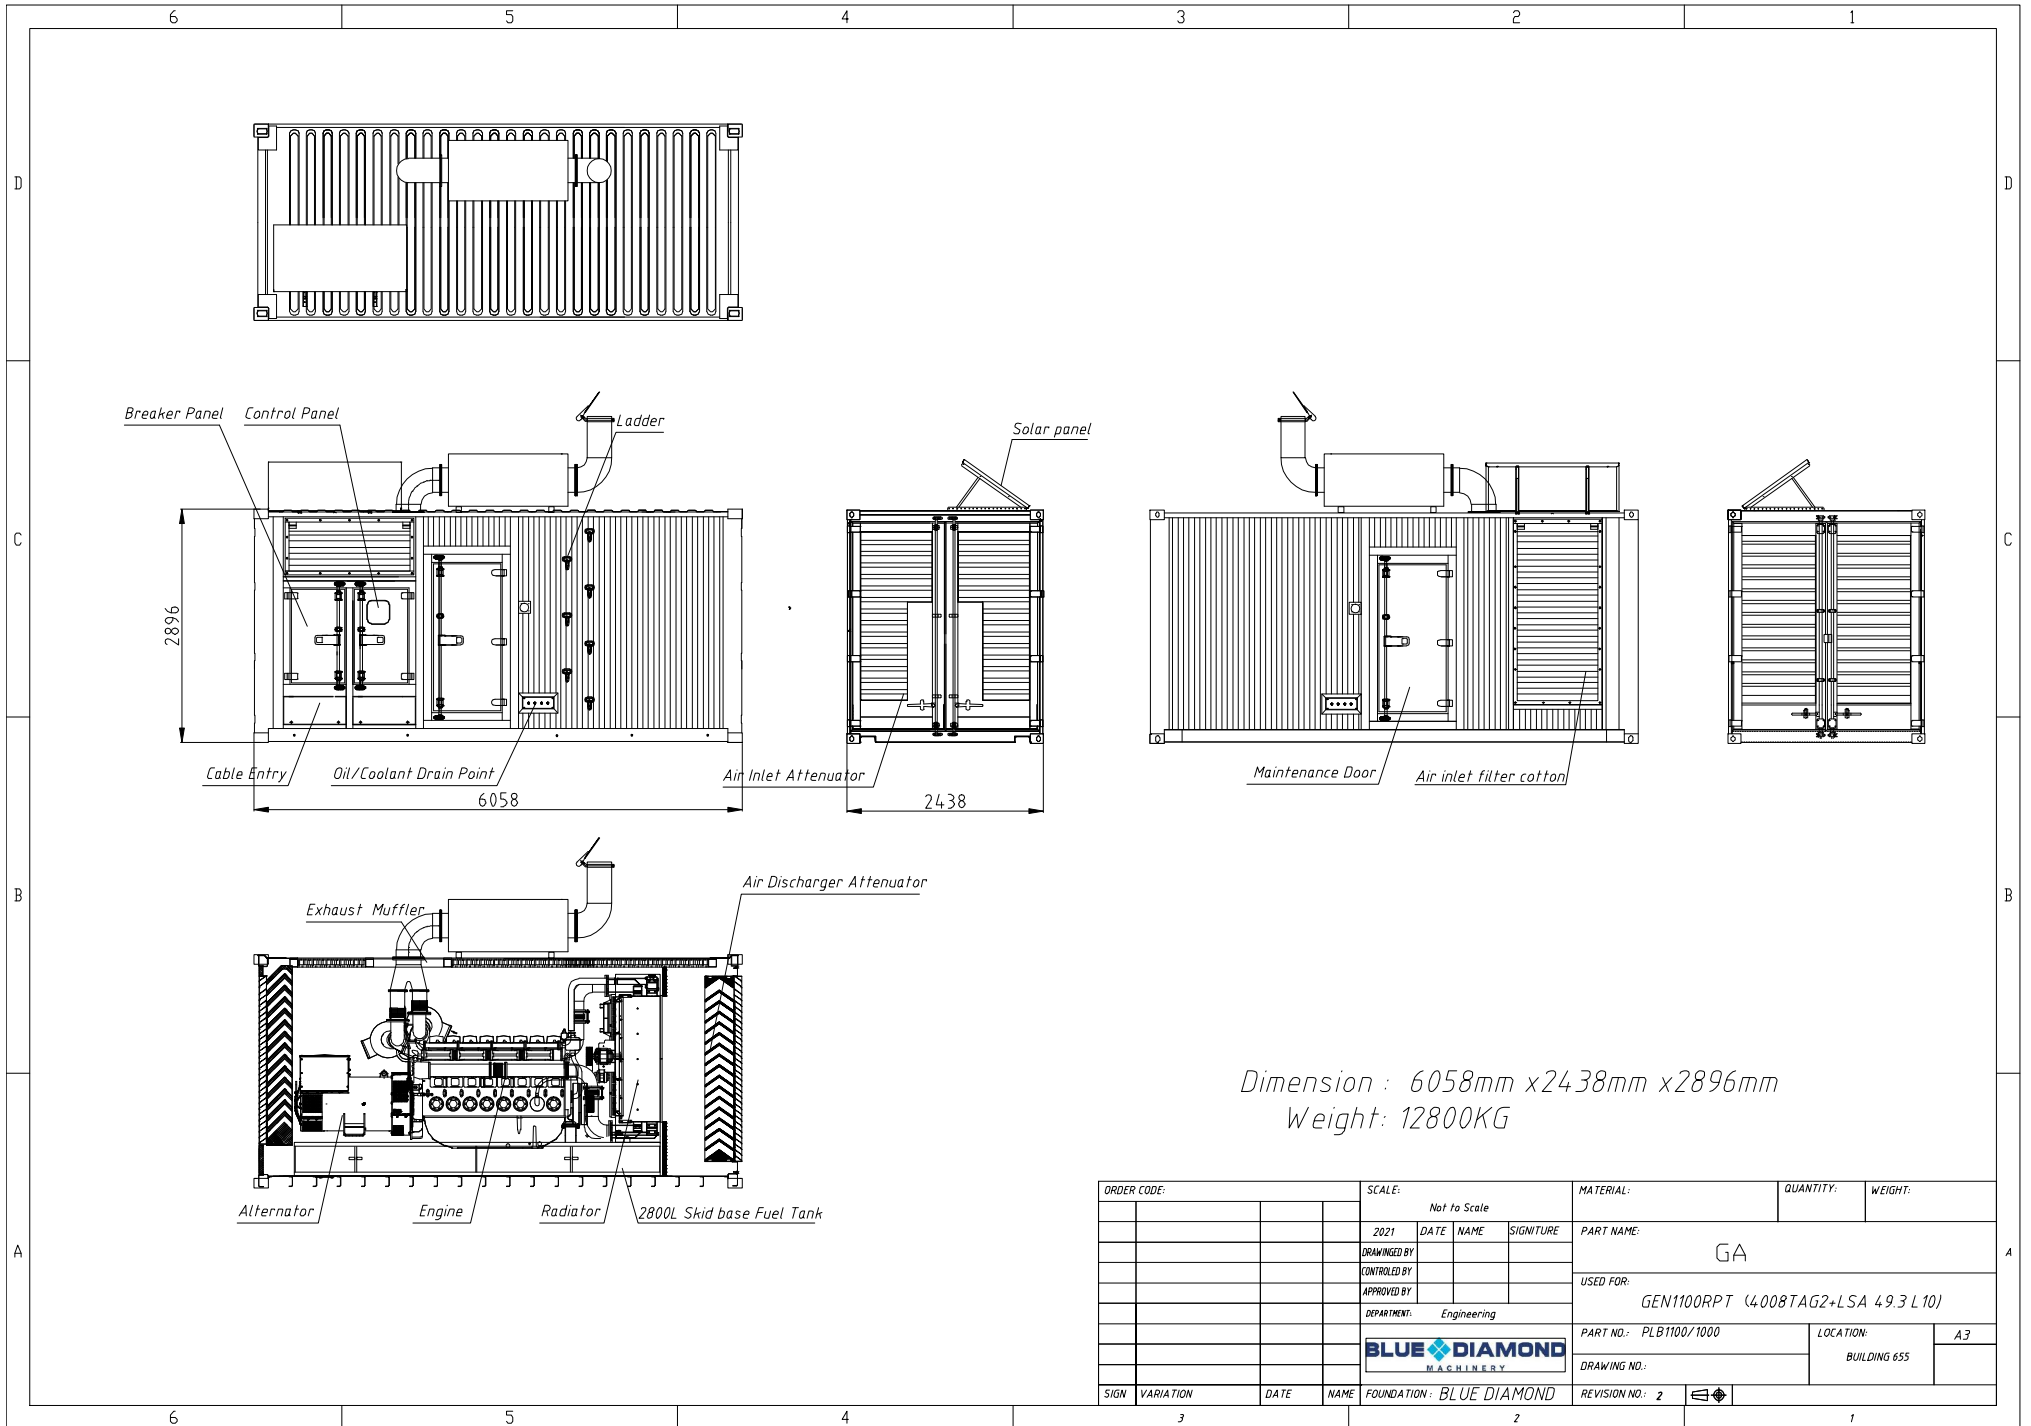 6 5 4 3 2 1
D D
Breaker Panel Control Panel
Ladder
Solar panel
C C
2896
Cable Entry Oil/Coolant Drain Point
Air Inlet Attenuator
Maintenance Door
Air inlet filter cotton
6058
2438
B B
Air Discharger Attenuator
Exhaust Muffler
Alternator
Engine
Radiator
2800L Skid base Fuel Tank
Dimension : 6058mm x2438mm x2896mm
Weight: 12800KG
A A
ORDER CODE:
SCALE:
Not to Scale
MATERIAL:
QUANTITY:
WEIGHT:
2021 DATE NAME SIGNITURE
DRAWINGED BY
CONTROLED BY
APPROVED BY
PART NAME:
GA
USED FOR:
GEN1100RPT (4008TAG2+LSA 49.3 L10)
DEPARTMENT: Engineering
BLUE DIAMOND
MACHINERY
PART NO.: PLB1100/1000
LOCATION:
BUILDING 655
A3
DRAWING NO.:
SIGN VARIATION DATE NAME
FOUNDATION : BLUE DIAMOND
REVISION NO.: 2
6 5 4 3 2 1